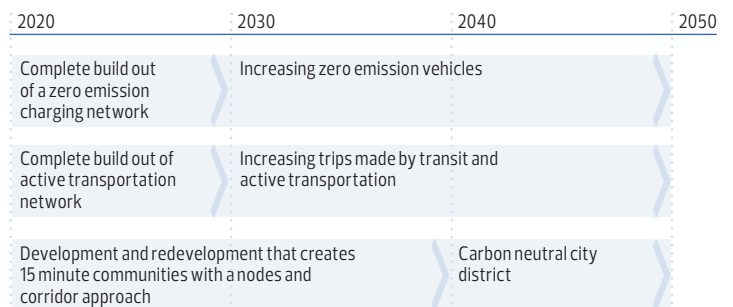 2020
2030
2040
2050
Complete build out
of a zero emission
charging network
Increasing zero emission vehicles
Complete build out of
active transportation
network
Increasing trips made by transit and
active transportation
Development and redevelopment that creates
15 minute communities with a nodes and
corridor approach
Carbon neutral city
district